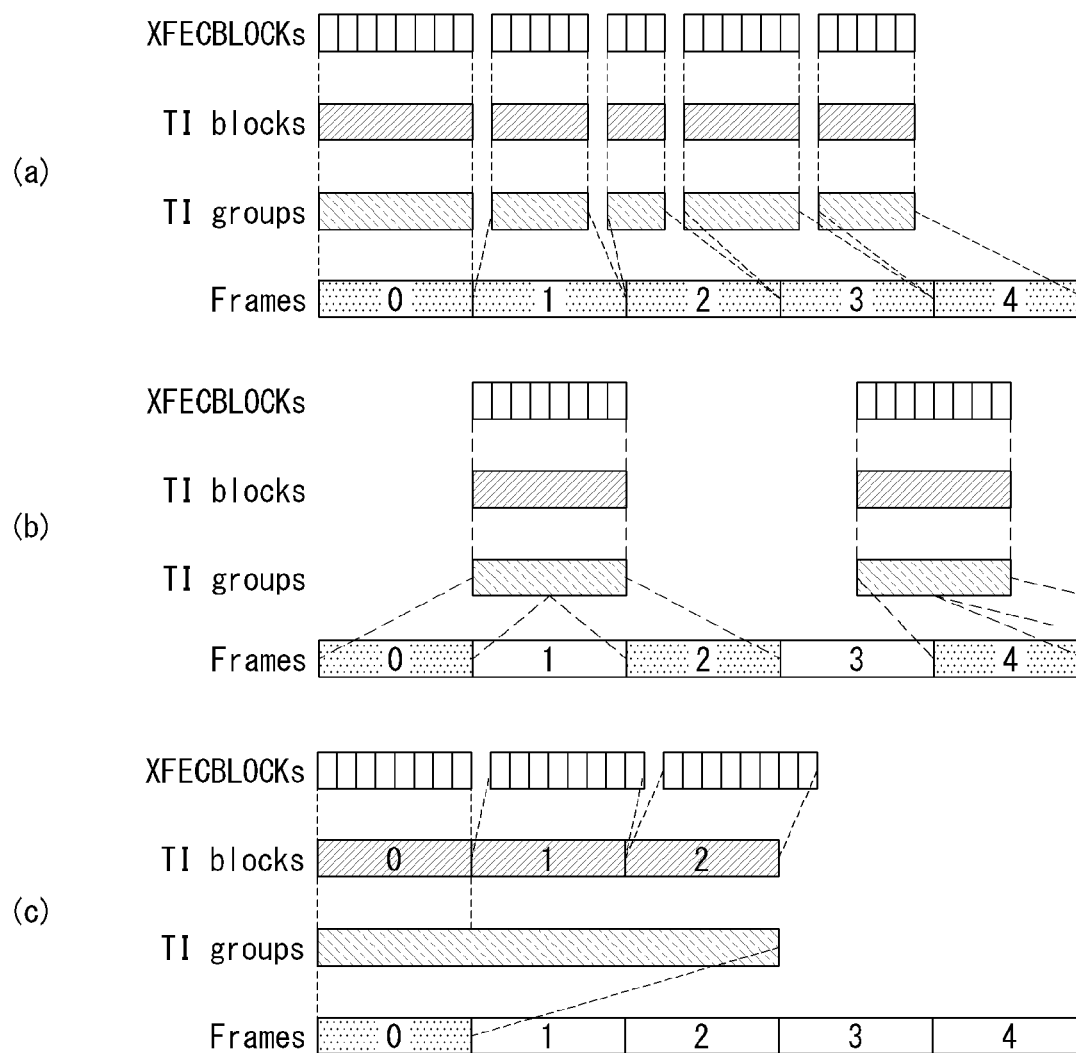 XFECBLOCKs
TI blocks
(a)
TI groups
Frames 0 1 2 3 4
XFECBLOCKs
TI blocks
(b)
TI groups
Frames 0 1 2 3 4
XFECBLOCKs
TI blocks 0 1 2
(c)
TI groups
Frames 0 1 2 3 4